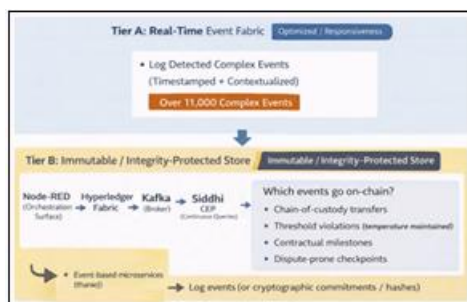 Tier A: Real-Time Event Fabric
Optimized / Responsiveness
• Log Detected Complex Events
(Timestamped + Contextualized)
Over 11,000 Complex Events
Tier B: Immutable / Integrity-Protected Store
Immutable / Integrity-Protected Store
Node-RED
(Orchestration
Surface)
Hyperledger
Fabric
Kafka
(Broker)
Siddhi
CEP
(Continuous Queries)
Which events go on-chain?
• Chain-of-custody transfers
• Threshold violations (temperature maintained)
• Contractual milestones
• Dispute-prone checkpoints
• Event-based microservices
Log events (or cryptographic commitments / hashes)